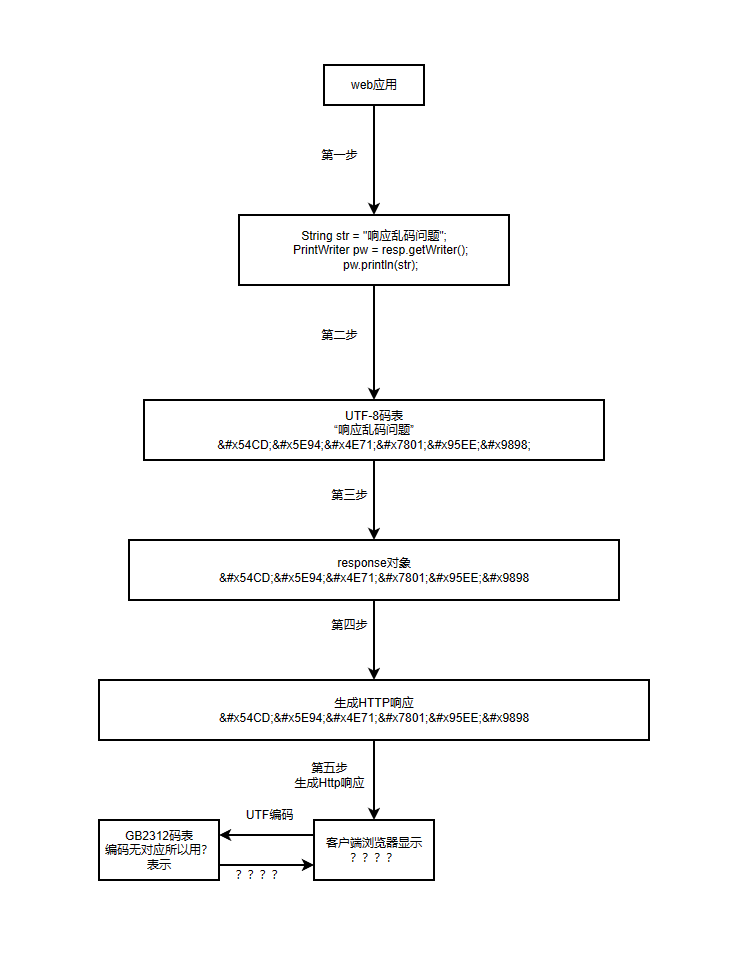 web应用
第一步
String str = "响应乱码问题";
PrintWriter pw = resp.getWriter();
pw.println(str);
第二步
UTF-8码表
“响应乱码问题”
&#x54CD;&#x5E94;&#x4E71;&#x7801;&#x95EE;&#x9898;
第三步
response对象
&#x54CD;&#x5E94;&#x4E71;&#x7801;&#x95EE;&#x9898
第四步
生成HTTP响应
&#x54CD;&#x5E94;&#x4E71;&#x7801;&#x95EE;&#x9898
第五步
生成Http响应
UTF编码
GB2312码表
编码无对应所以用?
表示
？？？？
客户端浏览器显示
？？？？